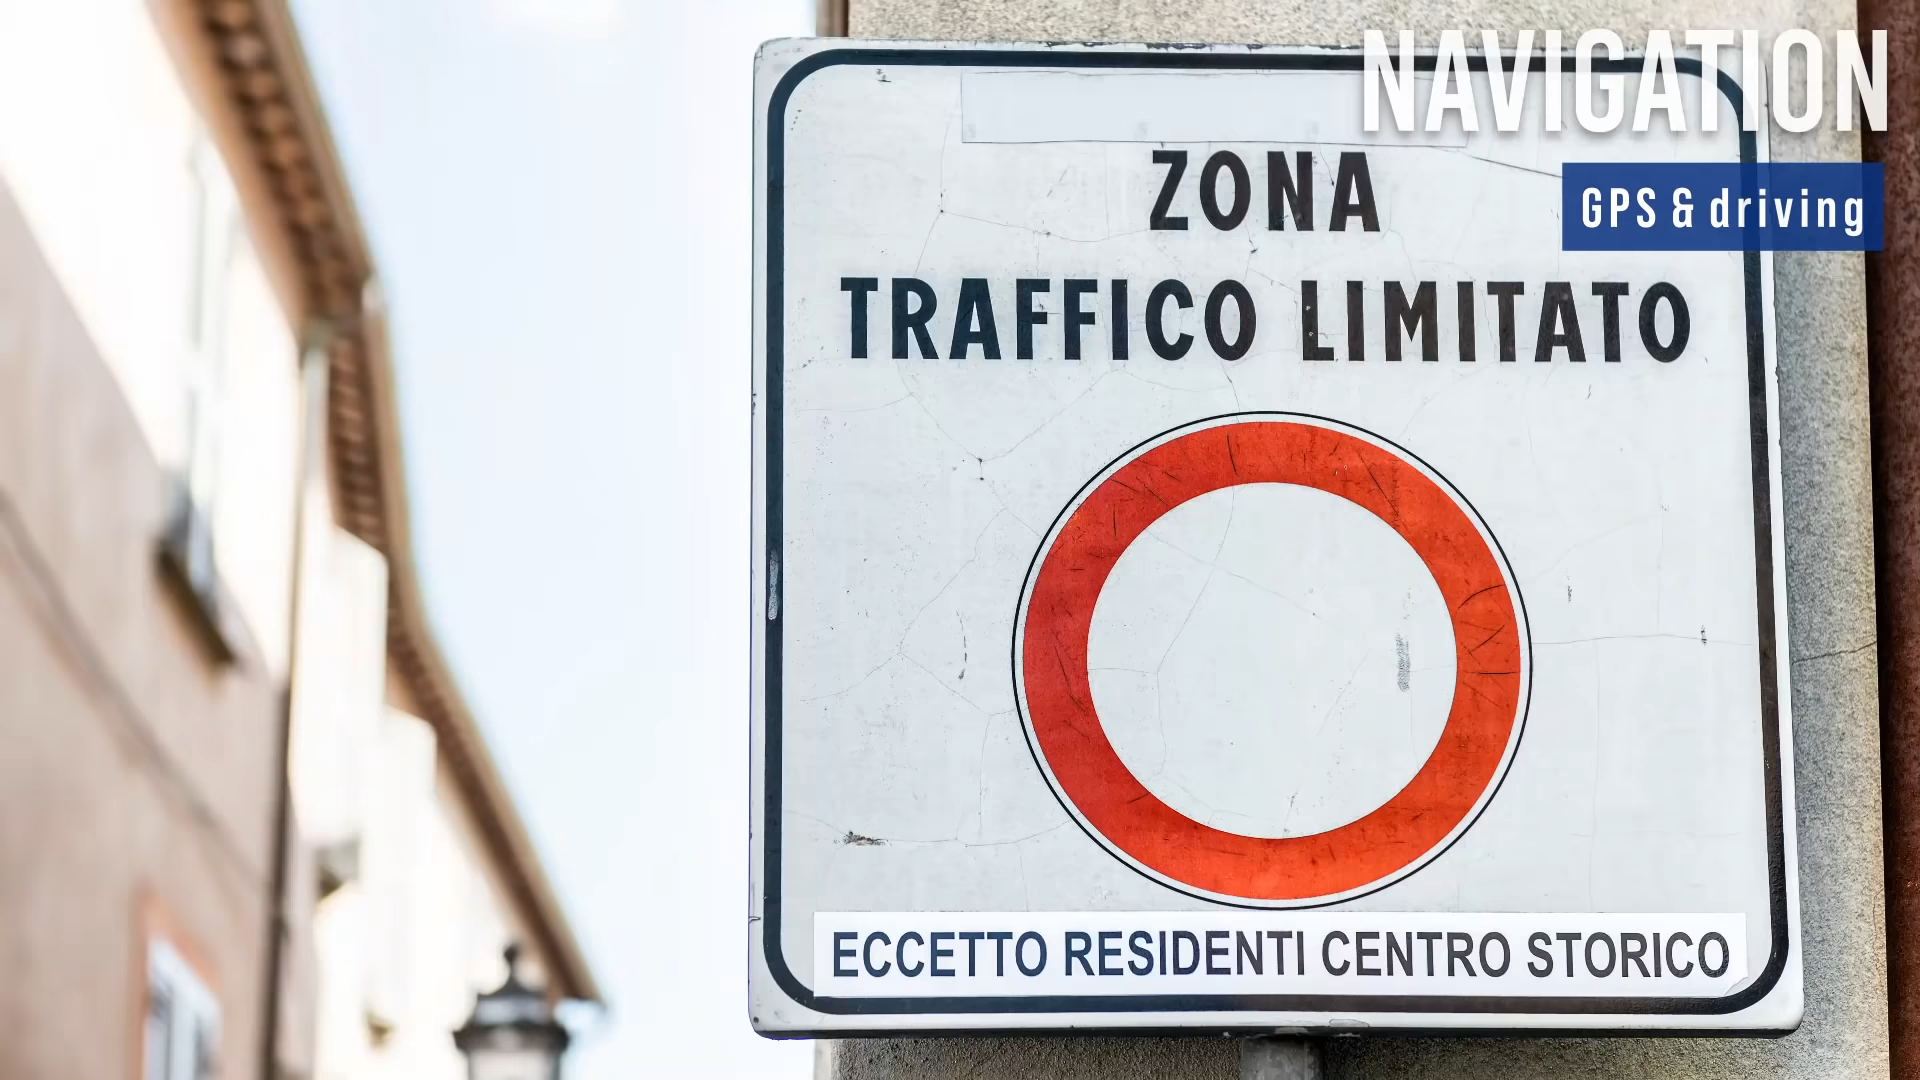 NAVIGATION
GPS & driving
ZONA
TRAFFICO LIMITATO
ECCETTO RESIDENTI CENTRO STORICO